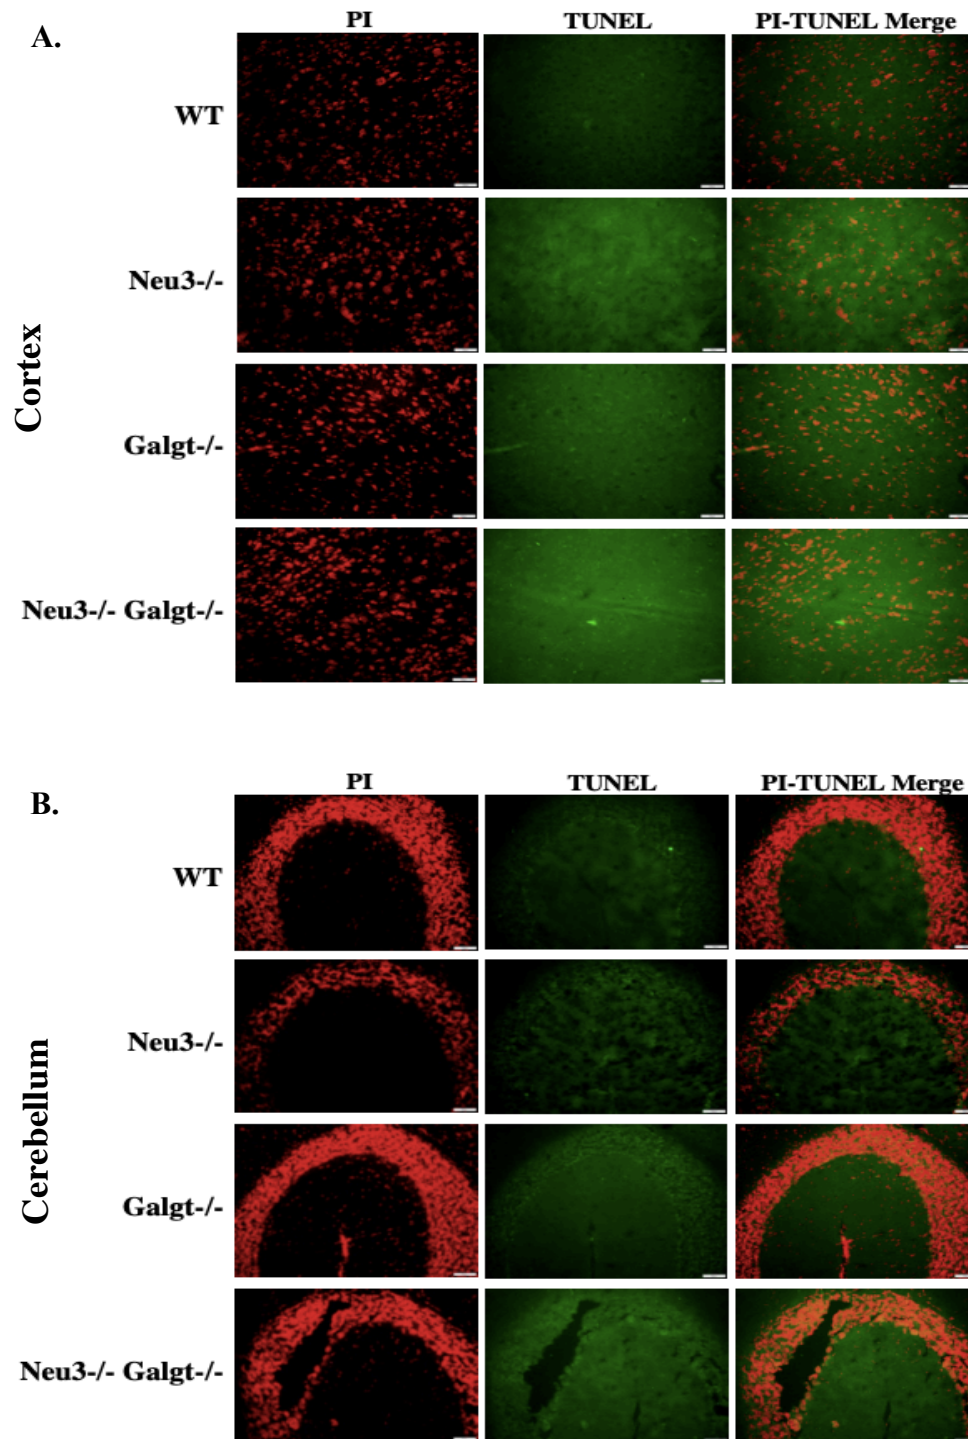 A.
PI TUNEL PI-TUNEL Merge
WT
Neu3-/-
Cortex
Galgt-/-
Neu3-/- Galgt-/-
B.
PI TUNEL PI-TUNEL Merge
WT
Neu3-/-
Cerebellum
Galgt-/-
Neu3-/- Galgt-/-